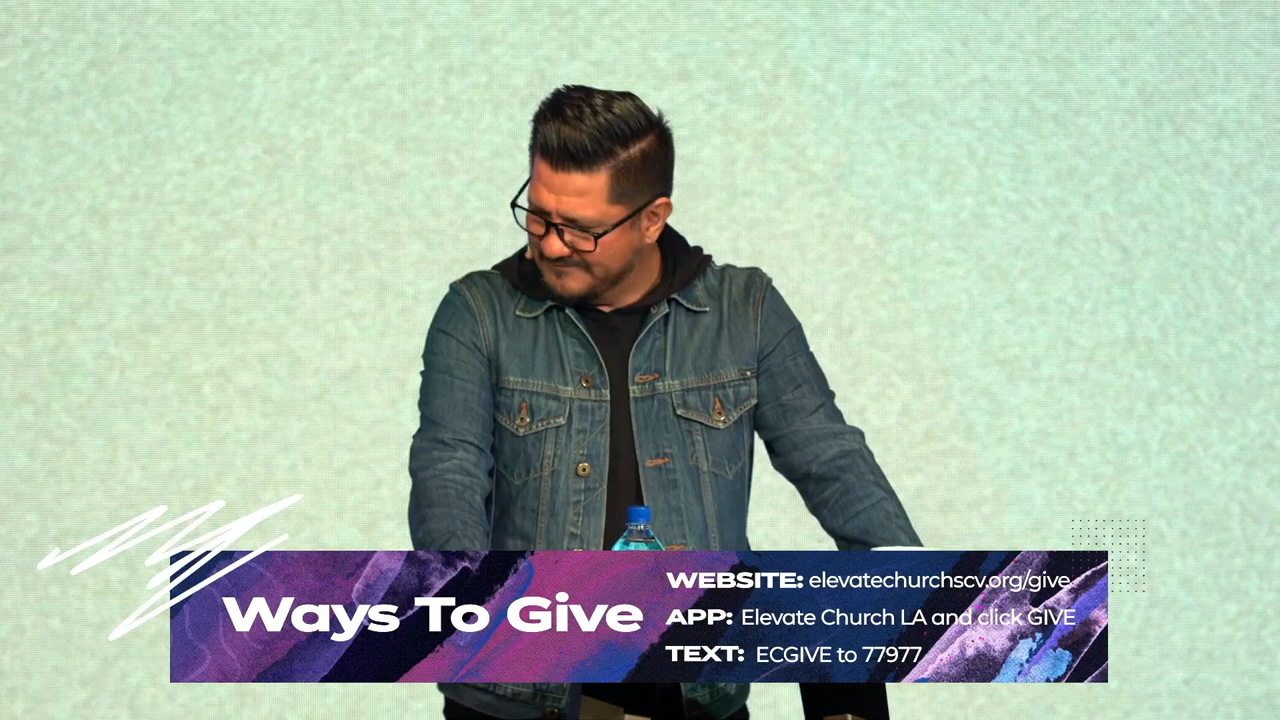 Ways To Give
WEBSITE: elevatechurchscv.org/give
APP: Elevate Church LA and click GIVE
TEXT: ECGIVE to 77977